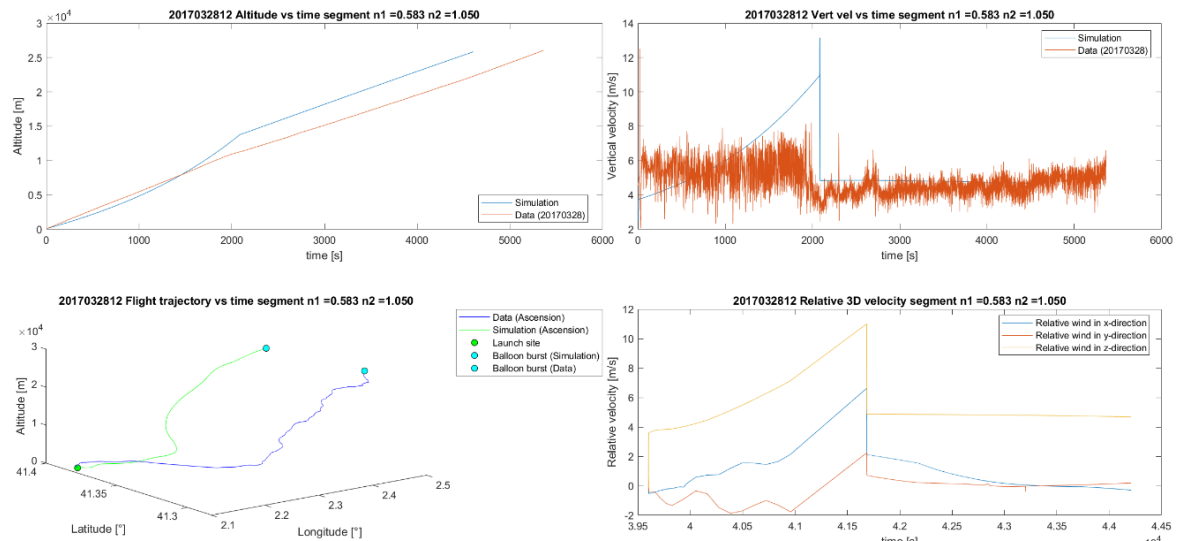 2017032812 Altitude vs time segment n1 =0.583 n2 =1.050
×10⁴
3
2.5
2
1.5
1
0.5
0
Altitude [m]
0 1000 2000 3000 4000 5000 6000
time [s]
Simulation
Data (20170328)
2017032812 Vert vel vs time segment n1 =0.583 n2 =1.050
14
12
10
8
6
4
2
Vertical velocity [m/s]
0 1000 2000 3000 4000 5000 6000
time [s]
Simulation
Data (20170328)
2017032812 Flight trajectory vs time segment n1 =0.583 n2 =1.050
×10⁴
3
2
1
0
Altitude [m]
41.4
41.35
41.3
Latitude [°]
2.1
2.2
2.3
2.4
2.5
Longitude [°]
Data (Ascension)
Simulation (Ascension)
Launch site
Balloon burst (Simulation)
Balloon burst (Data)
2017032812 Relative 3D velocity segment n1 =0.583 n2 =1.050
12
10
8
6
4
2
0
-2
Relative velocity [m/s]
3.95 4 4.05 4.1 4.15 4.2 4.25 4.3 4.35 4.4 4.45
time [s]
Relative wind in x-direction
Relative wind in y-direction
Relative wind in z-direction